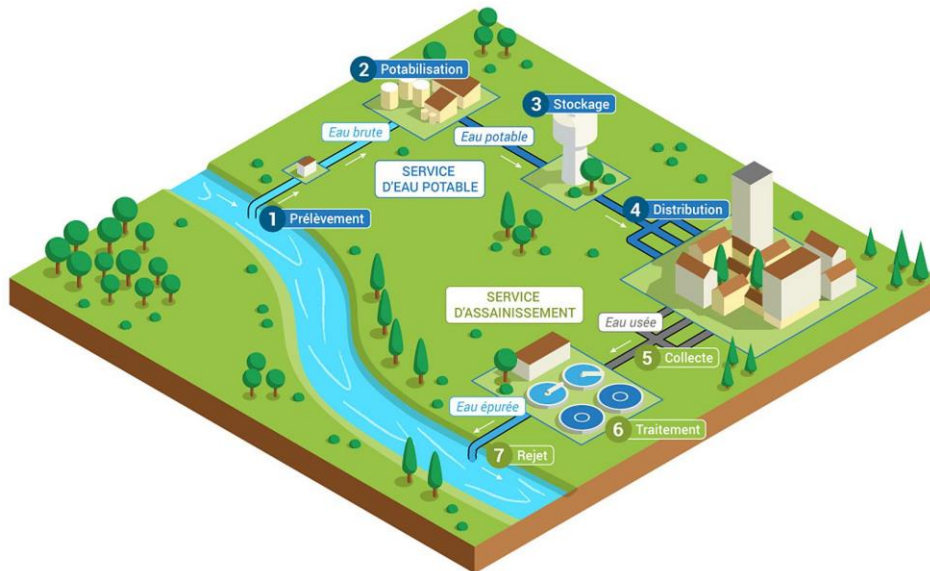 2 Potabilisation
3 Stockage
Eau brute
Eau potable
SERVICE
D'EAU POTABLE
1 Prélèvement
4 Distribution
SERVICE
D'ASSAINISSEMENT
Eau usée
5 Collecte
Eau épurée
6 Traitement
7 Rejet